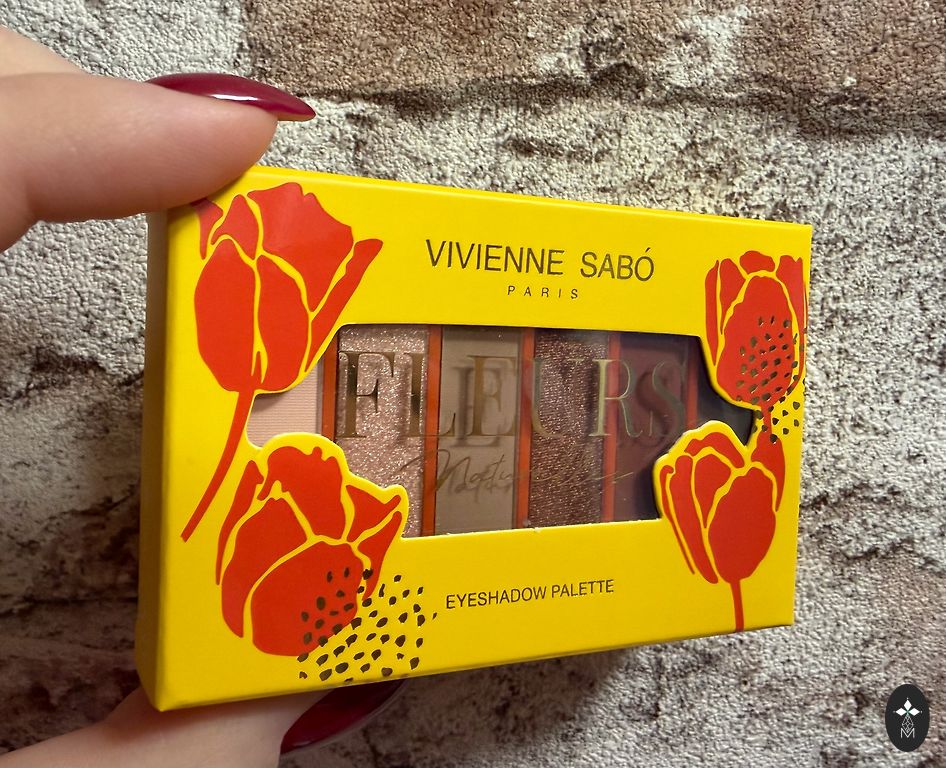 VIVIENNE SABÓ
PARIS
FLEURS
EYESHADOW PALETTE
M